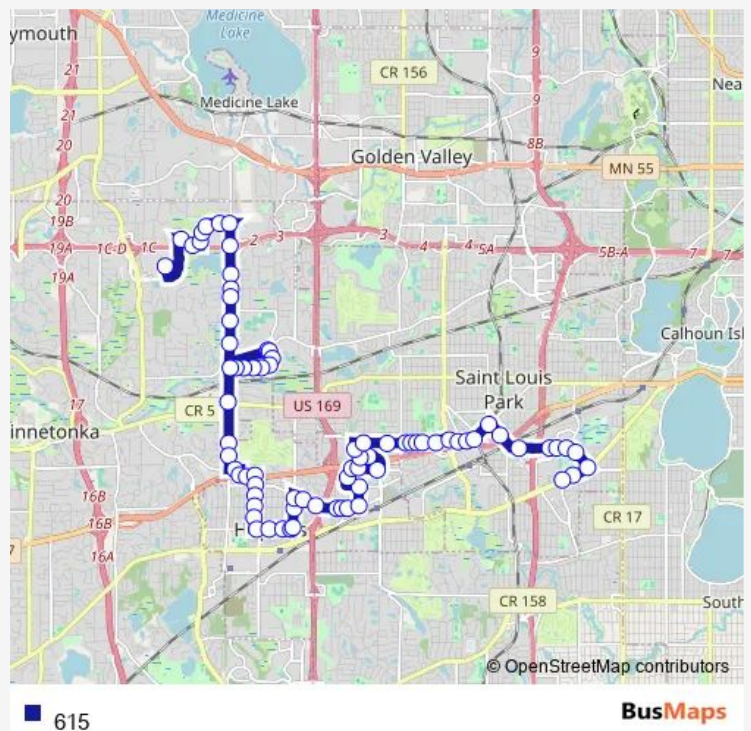 Medicine
Lake
ymouth
21
CR 156
9
Nea
Medicine Lake
9
21
20
8B
Golden Valley
MN 55
20
19B
19A
1C-D
1C
2
3
3
4
4
5A
5B-A
7
7
19A
Calhoun Isl
Saint Louis
Park
CR 5
US 169
17
innetonka
16B
16B
CR 17
7
16A
CR 158
South
© OpenStreetMap contributors
615
BusMaps